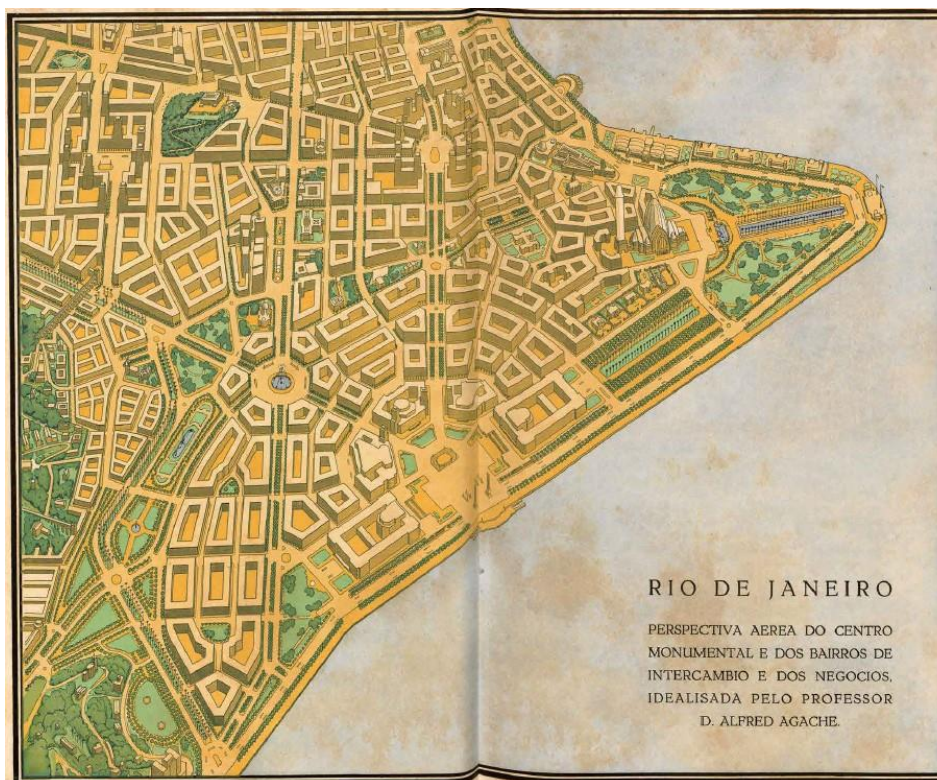 RIO DE JANEIRO
PERSPECTIVA AEREA DO CENTRO
MONUMENTAL E DOS BAIRROS DE
INTERCAMBIO E DOS NEGOCIOS,
IDEALISADA PELO PROFESSOR
D. ALFRED AGACHE.